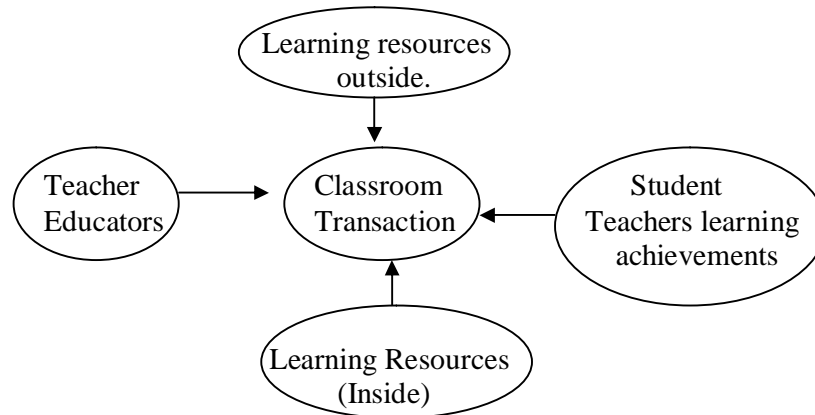 Learning resources
outside.
Teacher
Educators
Classroom
Transaction
Student
Teachers learning
achievements
Learning Resources
(Inside)